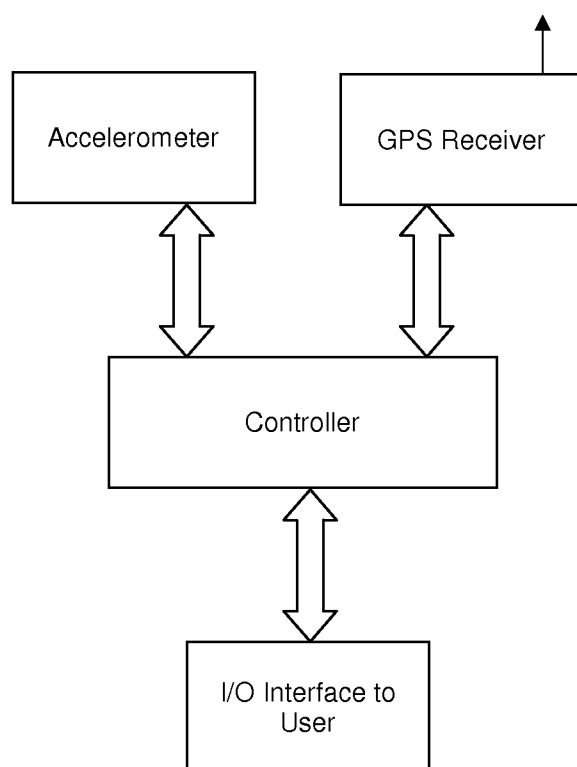 Accelerometer
GPS Receiver
Controller
I/O Interface to
User